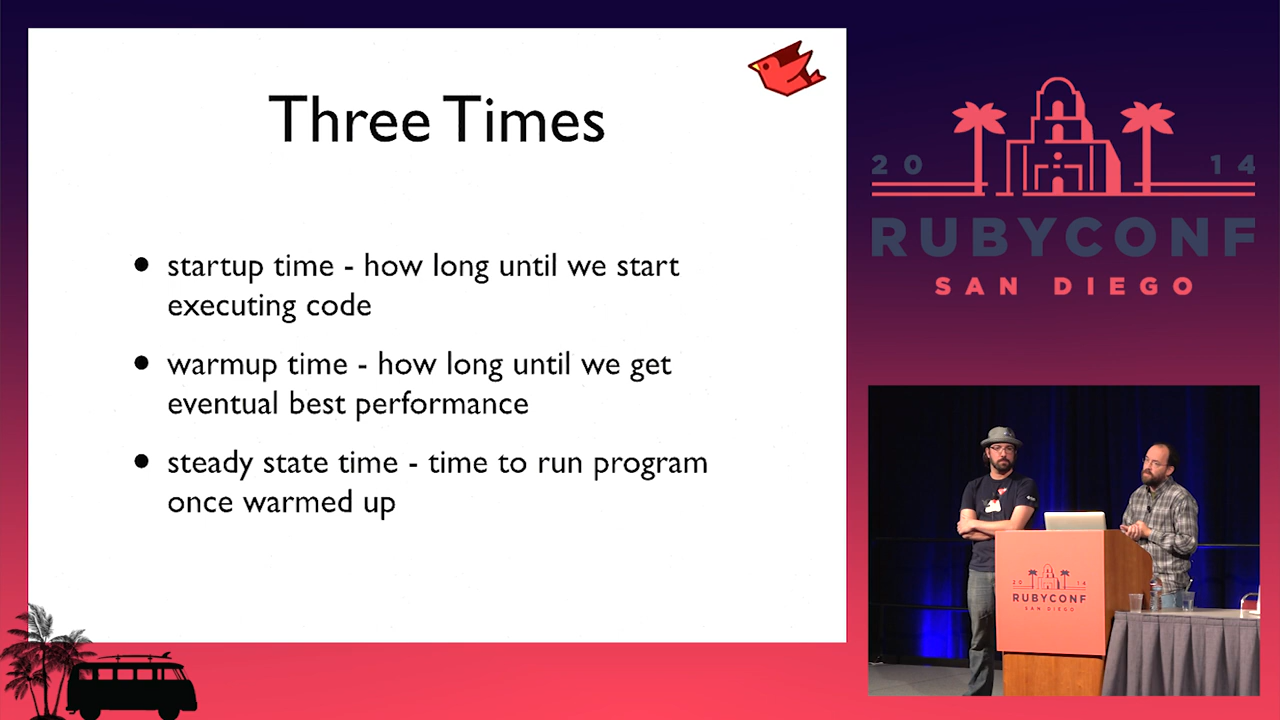 Three Times
• startup time - how long until we start
executing code
• warmup time - how long until we get
eventual best performance
• steady state time - time to run program
once warmed up
20 14
RUBYCONF
SAN DIEGO
20 14
RUBYCONF
SAN DIEGO